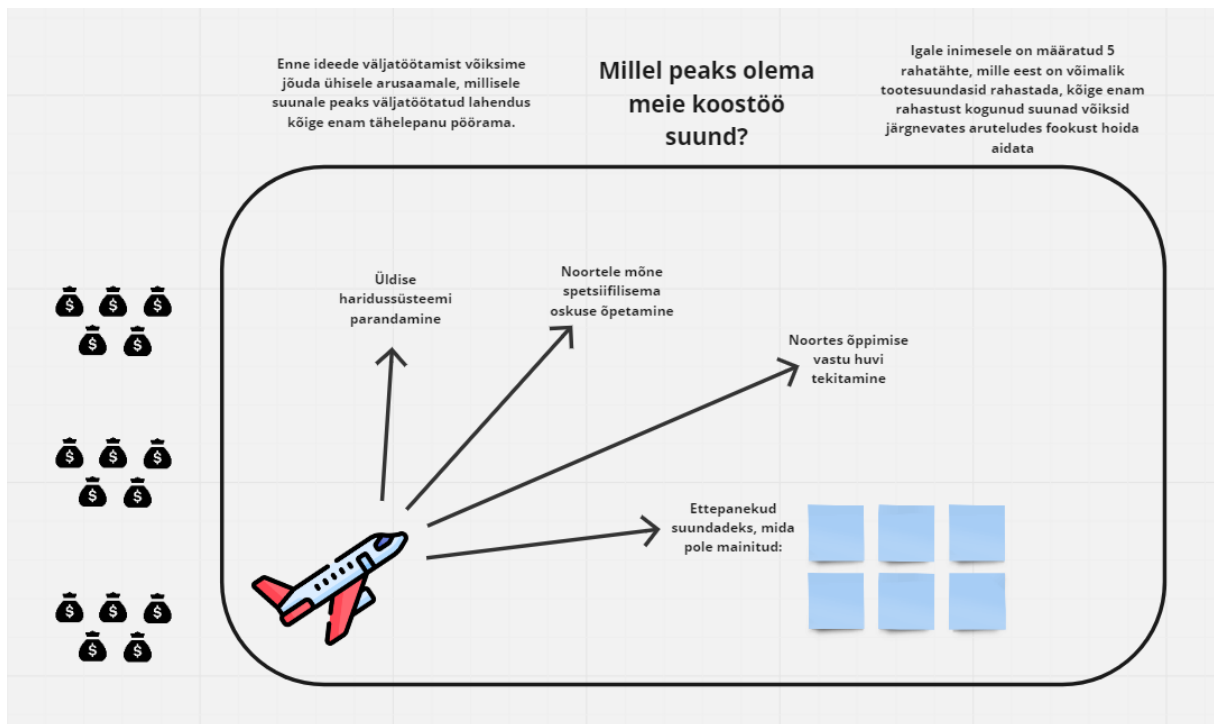 Enne ideede väljatöötamist võiksime
jõuda ühisele arusaamale, millisele
suunale peaks väljatöötatud lahendus
kõige enam tähelepanu pöörama.
Millel peaks olema
meie koostöö
suund?
Igale inimesele on määratud 5
rahatähte, mille eest on võimalik
tootesuundasid rahastada, kõige enam
rahastust kogunud suunad võiksid
järgnevates aruteludes fookust hoida
aidata
Üldise
haridussüsteemi
parandamine
Noortele mõne
spetsiifilisema
oskuse õpetamine
Noortes õppimise
vastu huvi
tekitamine
Ettepanekud
suundadeks, mida
pole mainitud: